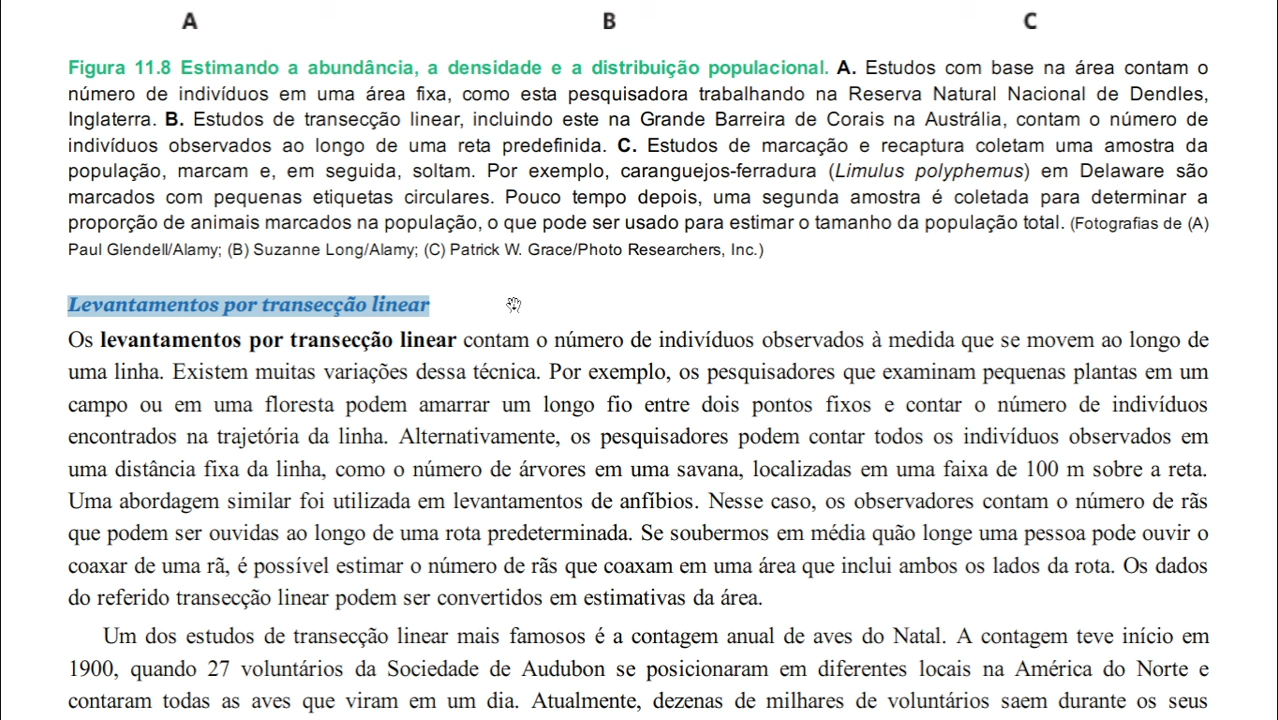 A B C
Figura 11.8 Estimando a abundância, a densidade e a distribuição populacional. A. Estudos com base na área contam o
número de indivíduos em uma área fixa, como esta pesquisadora trabalhando na Reserva Natural Nacional de Dendles,
Inglaterra. B. Estudos de transecção linear, incluindo este na Grande Barreira de Corais na Austrália, contam o número de
indivíduos observados ao longo de uma reta predefinida. C. Estudos de marcação e recaptura coletam uma amostra da
população, marcam e, em seguida, soltam. Por exemplo, caranguejos-ferradura (Limulus polyphemus) em Delaware são
marcados com pequenas etiquetas circulares. Pouco tempo depois, uma segunda amostra é coletada para determinar a
proporção de animais marcados na população, o que pode ser usado para estimar o tamanho da população total. (Fotografias de (A)
Paul Glendell/Alamy; (B) Suzanne Long/Alamy; (C) Patrick W. Grace/Photo Researchers, Inc.)
Levantamentos por transecção linear
Os levantamentos por transecção linear contam o número de indivíduos observados à medida que se movem ao longo de
uma linha. Existem muitas variações dessa técnica. Por exemplo, os pesquisadores que examinam pequenas plantas em um
campo ou em uma floresta podem amarrar um longo fio entre dois pontos fixos e contar o número de indivíduos
encontrados na trajetória da linha. Alternativamente, os pesquisadores podem contar todos os indivíduos observados em
uma distância fixa da linha, como o número de árvores em uma savana, localizadas em uma faixa de 100 m sobre a reta.
Uma abordagem similar foi utilizada em levantamentos de anfíbios. Nesse caso, os observadores contam o número de rãs
que podem ser ouvidas ao longo de uma rota predeterminada. Se soubermos em média quão longe uma pessoa pode ouvir o
coaxar de uma rã, é possível estimar o número de rãs que coaxam em uma área que inclui ambos os lados da rota. Os dados
do referido transecção linear podem ser convertidos em estimativas da área.
Um dos estudos de transecção linear mais famosos é a contagem anual de aves do Natal. A contagem teve início em
1900, quando 27 voluntários da Sociedade de Audubon se posicionaram em diferentes locais na América do Norte e
contaram todas as aves que viram em um dia. Atualmente, dezenas de milhares de voluntários saem durante os seus